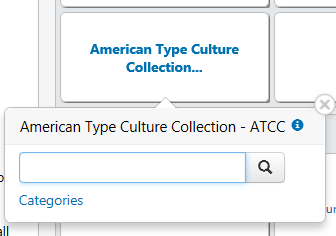 American Type Culture
Collection...
American Type Culture Collection - ATCC
Categories